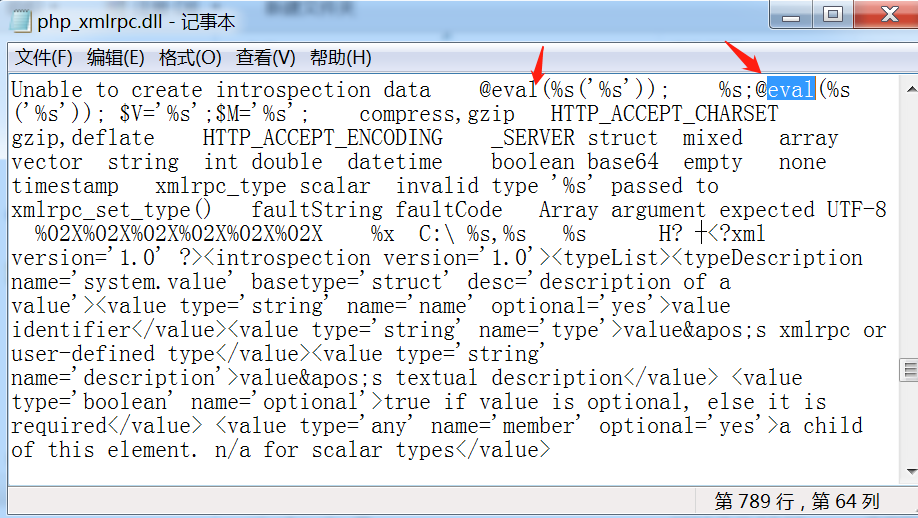 php_xmlrpc.dll - 记事本
文件(F) 编辑(E) 格式(O) 查看(V) 帮助(H)
Unable to create introspection data @eval(%s('%s')); %s;@eval(%s
('%s')); $V='%s';$M='%s'; compress,gzip HTTP_ACCEPT_CHARSET
gzip,deflate HTTP_ACCEPT_ENCODING _SERVER struct mixed array
vector string int double datetime boolean base64 empty none
timestamp xmlrpc_type scalar invalid type '%s' passed to
xmlrpc_set_type() faultString faultCode Array argument expected UTF-8
%02X%02X%02X%02X%02X%02X %x C:\ %s,%s %s H? ┼<?xml
version='1.0' ?><introspection version='1.0'><typeList><typeDescription
name='system.value' basetype='struct' desc='description of a
value'><value type='string' name='name' optional='yes'>value
identifier</value><value type='string' name='type'>value&apos;s xmlrpc or
user-defined type</value><value type='string'
name='description'>value&apos;s textual description</value> <value
type='boolean' name='optional'>true if value is optional, else it is
required</value> <value type='any' name='member' optional='yes'>a child
of this element. n/a for scalar types</value>
第 789 行，第 64 列